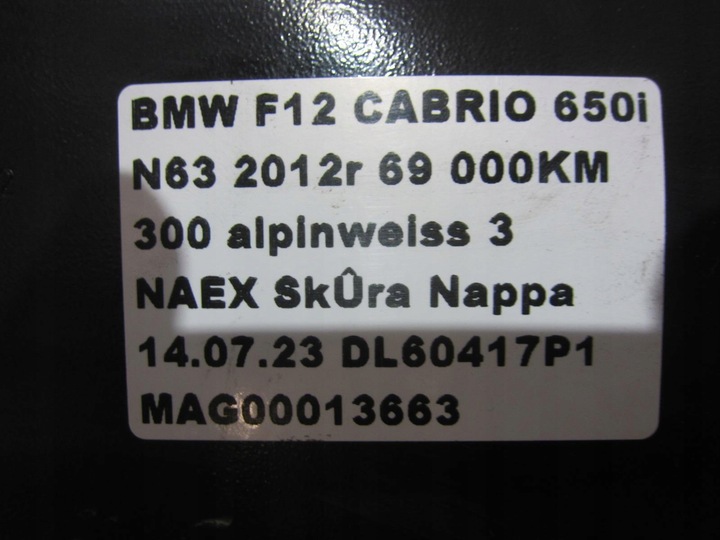 BMW F12 CABRIO 650i
N63 2012r 69 000KM
300 alpinweiss 3
NAEX SkÛra Nappa
14.07.23 DL60417P1
MAG00013663